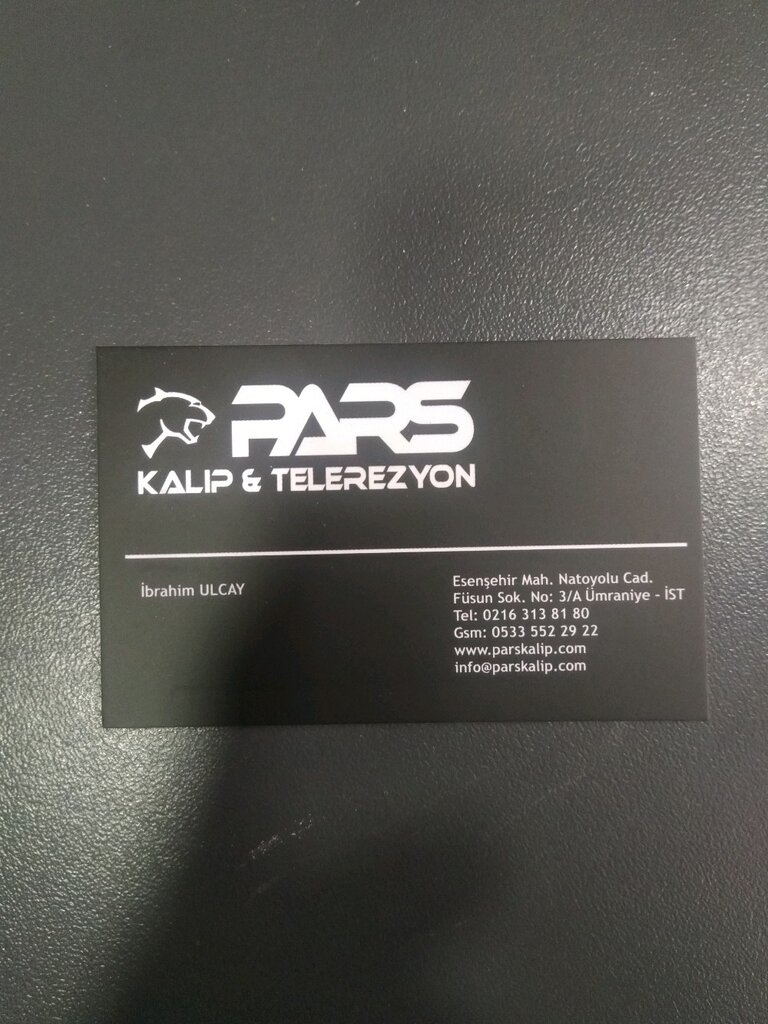 PARS
KALIP & TELEREZYON
İbrahim ULCAY
Esenşehir Mah. Natoyolu Cad.
Füsun Sok. No: 3/A Ümraniye - İST
Tel: 0216 313 81 80
Gsm: 0533 552 29 22
www.parskalip.com
info@parskalip.com